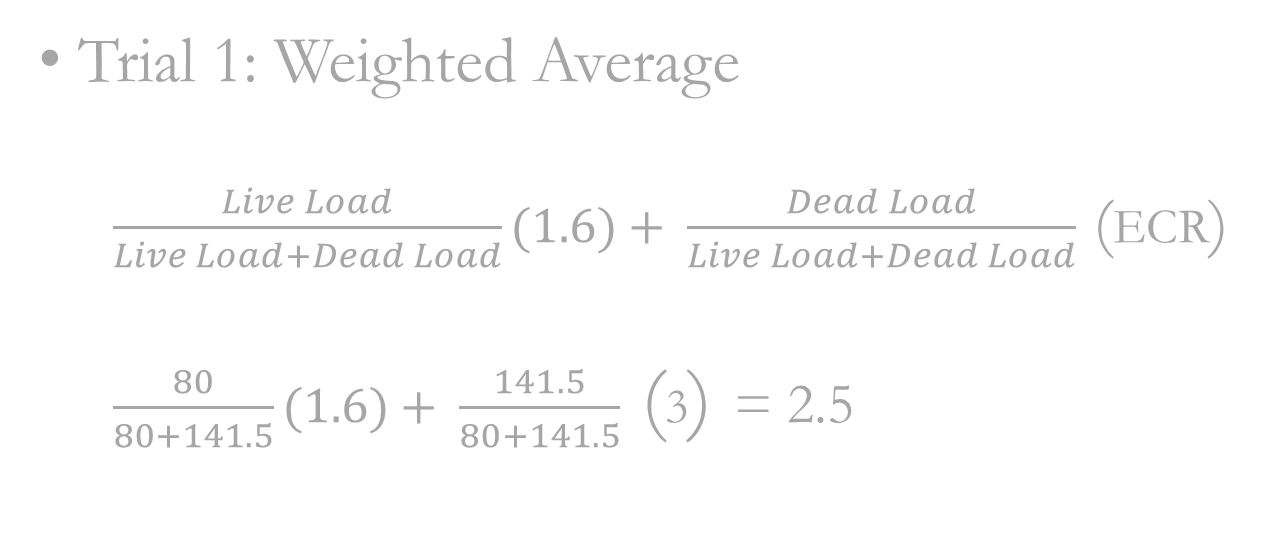 • Trial 1: Weighted Average
Live Load / Live Load+Dead Load (1.6) + Dead Load / Live Load+Dead Load (ECR)
80 / 80+141.5 (1.6) + 141.5 / 80+141.5 (3) = 2.5